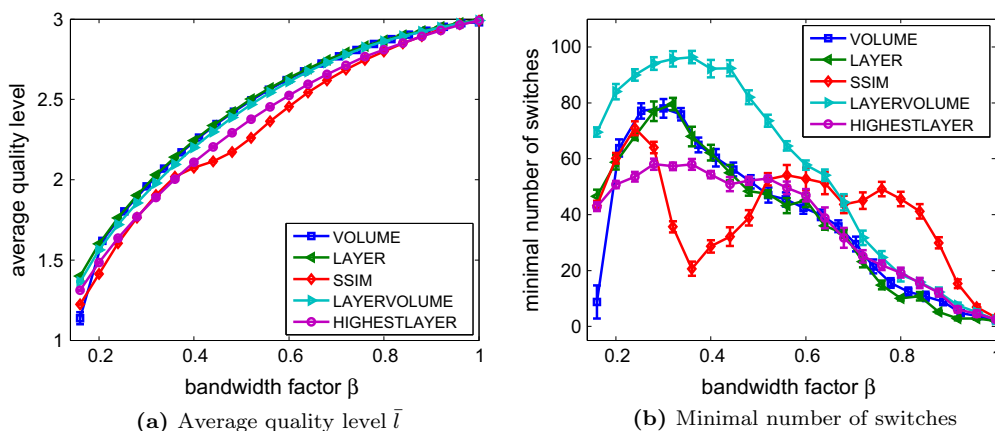 3
2.5
2
1.5
1
average quality level
0.2
0.4
0.6
0.8
1
bandwidth factor β
VOLUME
LAYER
SSIM
LAYERVOLUME
HIGHESTLAYER
(a) Average quality level l̄
100
80
60
40
20
0
minimal number of switches
0.2
0.4
0.6
0.8
1
bandwidth factor β
VOLUME
LAYER
SSIM
LAYERVOLUME
HIGHESTLAYER
(b) Minimal number of switches